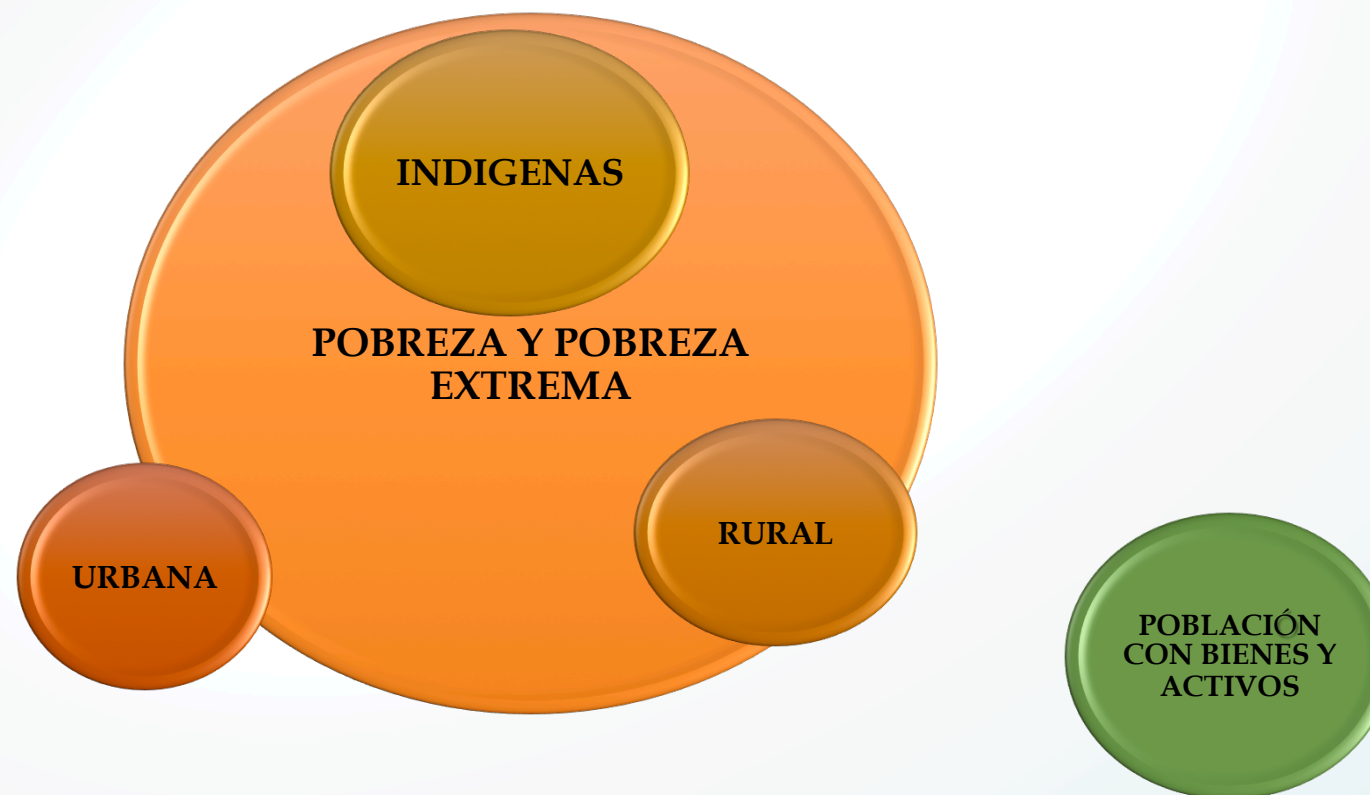 INDIGENAS
POBREZA Y POBREZA
EXTREMA
RURAL
URBANA
POBLACIÓN
CON BIENES Y
ACTIVOS